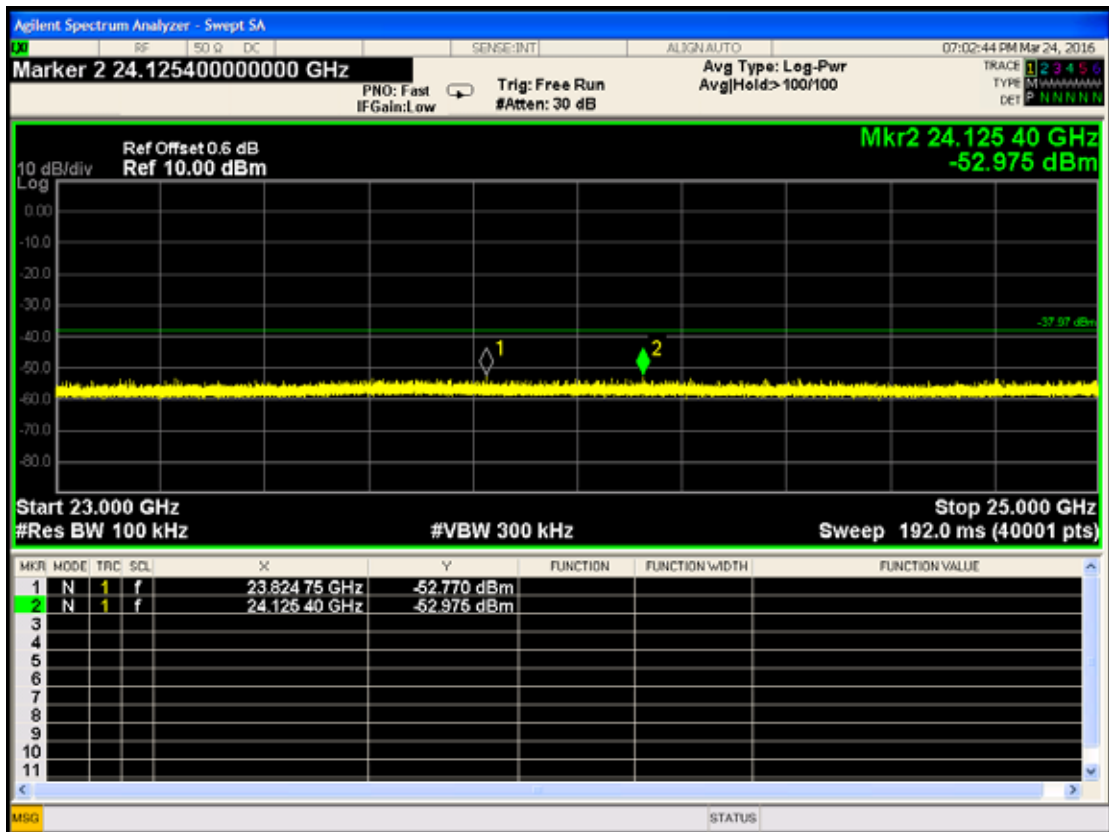 Agilent Spectrum Analyzer - Swept SA
LXI RF 50 Ω DC SENSE:INT ALIGN AUTO 07:02:44 PM Mar 24, 2016
Marker 2 24.125400000000 GHz
PNO: Fast
IFGain:Low
Trig: Free Run
#Atten: 30 dB
Avg Type: Log-Pwr
Avg|Hold:>100/100
TRACE 1 2 3 4 5 6
TYPE M WWWWW
DET P N N N N N
Mkr2 24.125 40 GHz
-52.975 dBm
Ref Offset 0.6 dB
10 dB/div Ref 10.00 dBm
Log
0.00
-10.0
-20.0
-30.0
-37.97 dBm
-40.0
1
2
-50.0
-60.0
-70.0
-80.0
Start 23.000 GHz Stop 25.000 GHz
#Res BW 100 kHz #VBW 300 kHz Sweep 192.0 ms (40001 pts)
MKR MODE TRC SCL X Y FUNCTION FUNCTION WIDTH FUNCTION VALUE
1 N 1 f 23.824 75 GHz -52.770 dBm
2 N 1 f 24.125 40 GHz -52.975 dBm
3
4
5
6
7
8
9
10
11
MSG STATUS